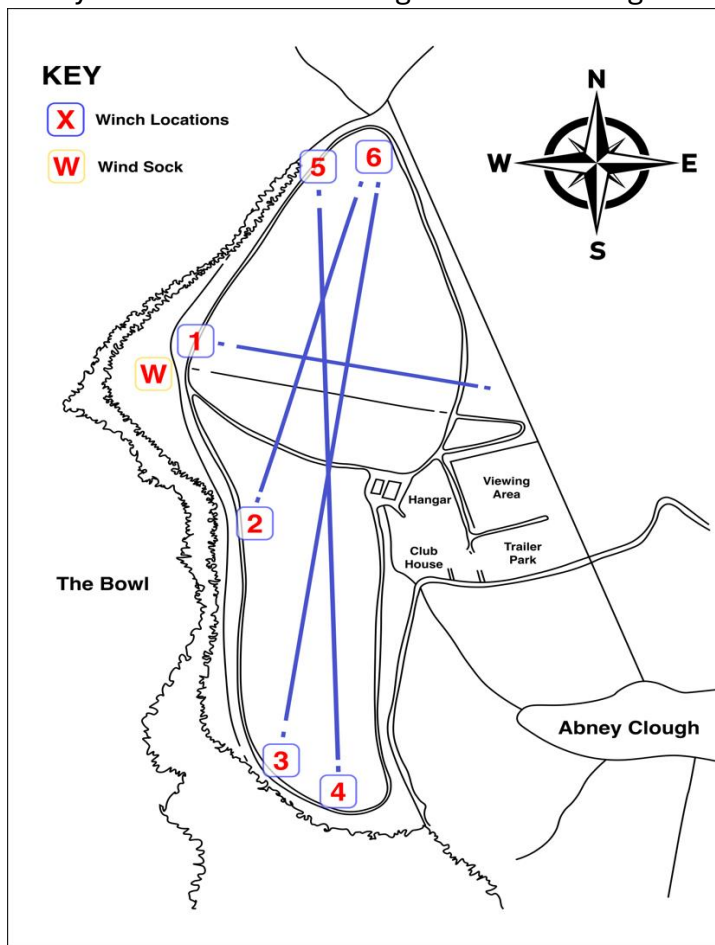 KEY
X Winch Locations
W Wind Sock
N
W E
S
5 6
1
W
2
Hangar
Viewing
Area
Club
House
Trailer
Park
The Bowl
Abney Clough
3
4